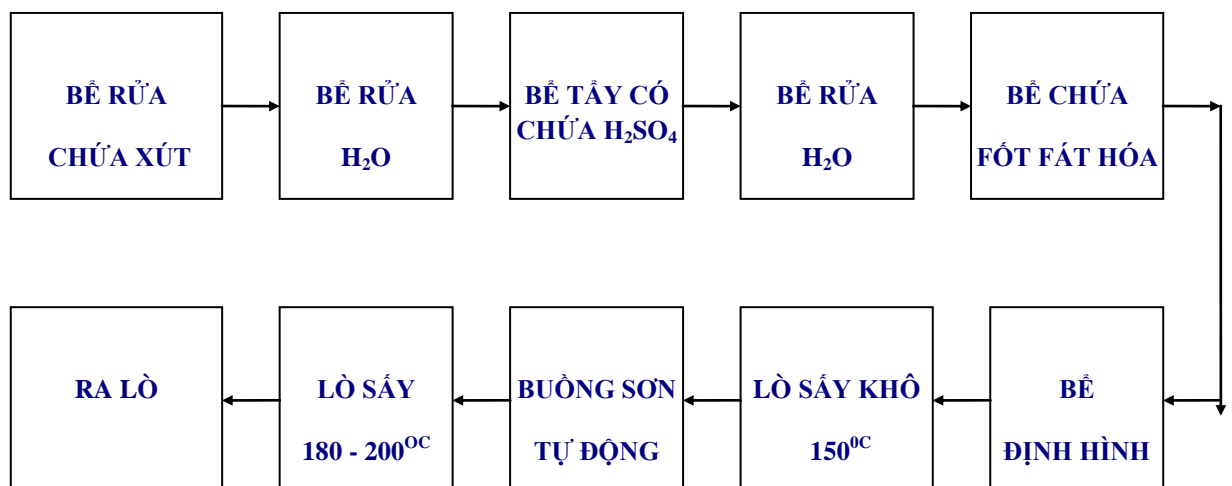 BỂ RỬA
CHỨA XÚT
BỂ RỬA
H₂O
BỂ TẨY CÓ
CHỨA H₂SO₄
BỂ RỬA
H₂O
BỂ CHỨA
FỐT FÁT HÓA
RA LÒ
LÒ SẤY
180 - 200ᴼᶜ
BUỒNG SƠN
TỰ ĐỘNG
LÒ SẤY KHÔ
150⁰ᶜ
BỂ
ĐỊNH HÌNH